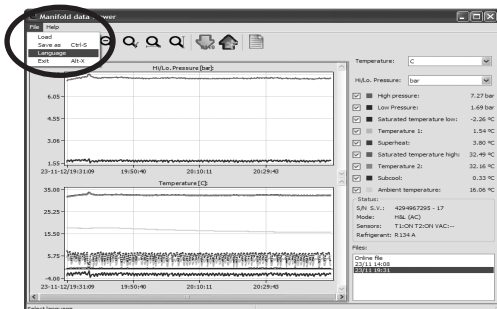 Manifold data viewer
File Help
Load
Save as Ctrl-S
Language
Exit Alt-X
Hi/Lo. Pressure[bar]:
6.05
4.55
3.06
1.55
23-11-12/19:31:09 19:50:40 20:10:00 20:29:43
Temperature[C]:
35.00
25.25
15.50
5.75
-4.00
23-11-12/19:31:09 19:50:40 20:10:00 20:29:43
Temperature: C
Hi/Lo. Pressure: bar
High pressure: 7.27 bar
Low Pressure: 1.69 bar
Saturated temperature low: -2.26 ºC
Temperature 1: 1.54 ºC
Superheat: 3.80 ºC
Saturated temperature high: 32.49 ºC
Temperature 2: 32.16 ºC
Subcool: 0.33 ºC
Ambient temperature: 16.06 ºC
Status:
S/N S.V.: 4294967295 - 17
Mode: H&L (AC)
Sensors: T1:ON T2:ON VAC:--
Refrigerant: R134 A
Files:
Online file
23/11 14:08
23/11 19:31
Select language